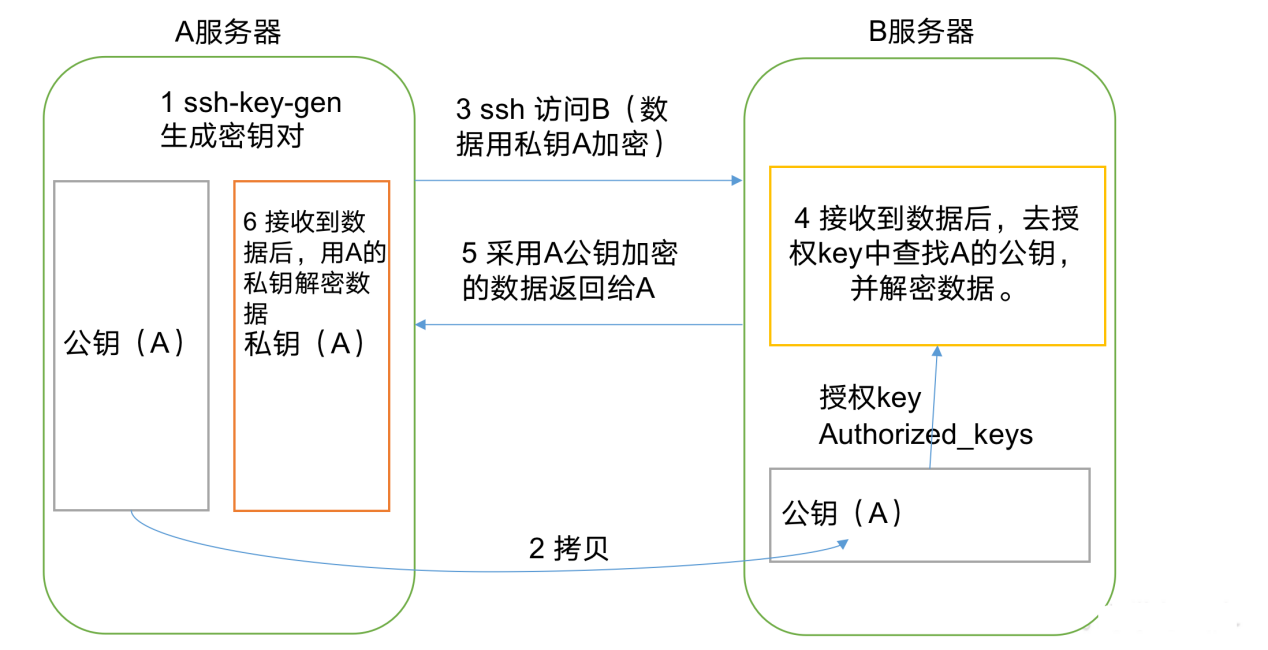 A服务器
B服务器
1 ssh-key-gen
生成密钥对
3 ssh 访问B（数
据用私钥A加密）
6 接收到数
据后，用A的
私钥解密数
据
公钥（A）
私钥（A）
5 采用A公钥加密
的数据返回给A
4 接收到数据后，去授
权key中查找A的公钥，
并解密数据。
授权key
Authorized_keys
公钥（A）
2 拷贝